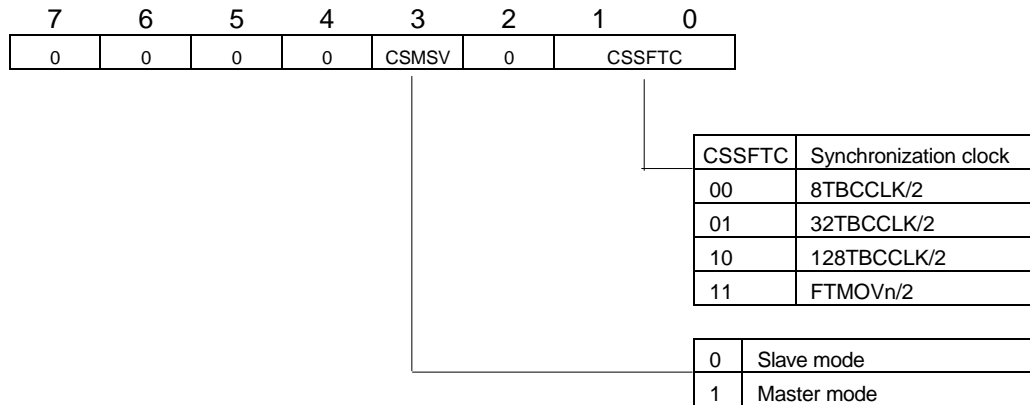 7 6 5 4 3 2 1 0
0 0 0 0 CSMSV 0 CSSFTC
CSSFTC Synchronization clock
00 8TBCCLK/2
01 32TBCCLK/2
10 128TBCCLK/2
11 FTMOVn/2
0 Slave mode
1 Master mode